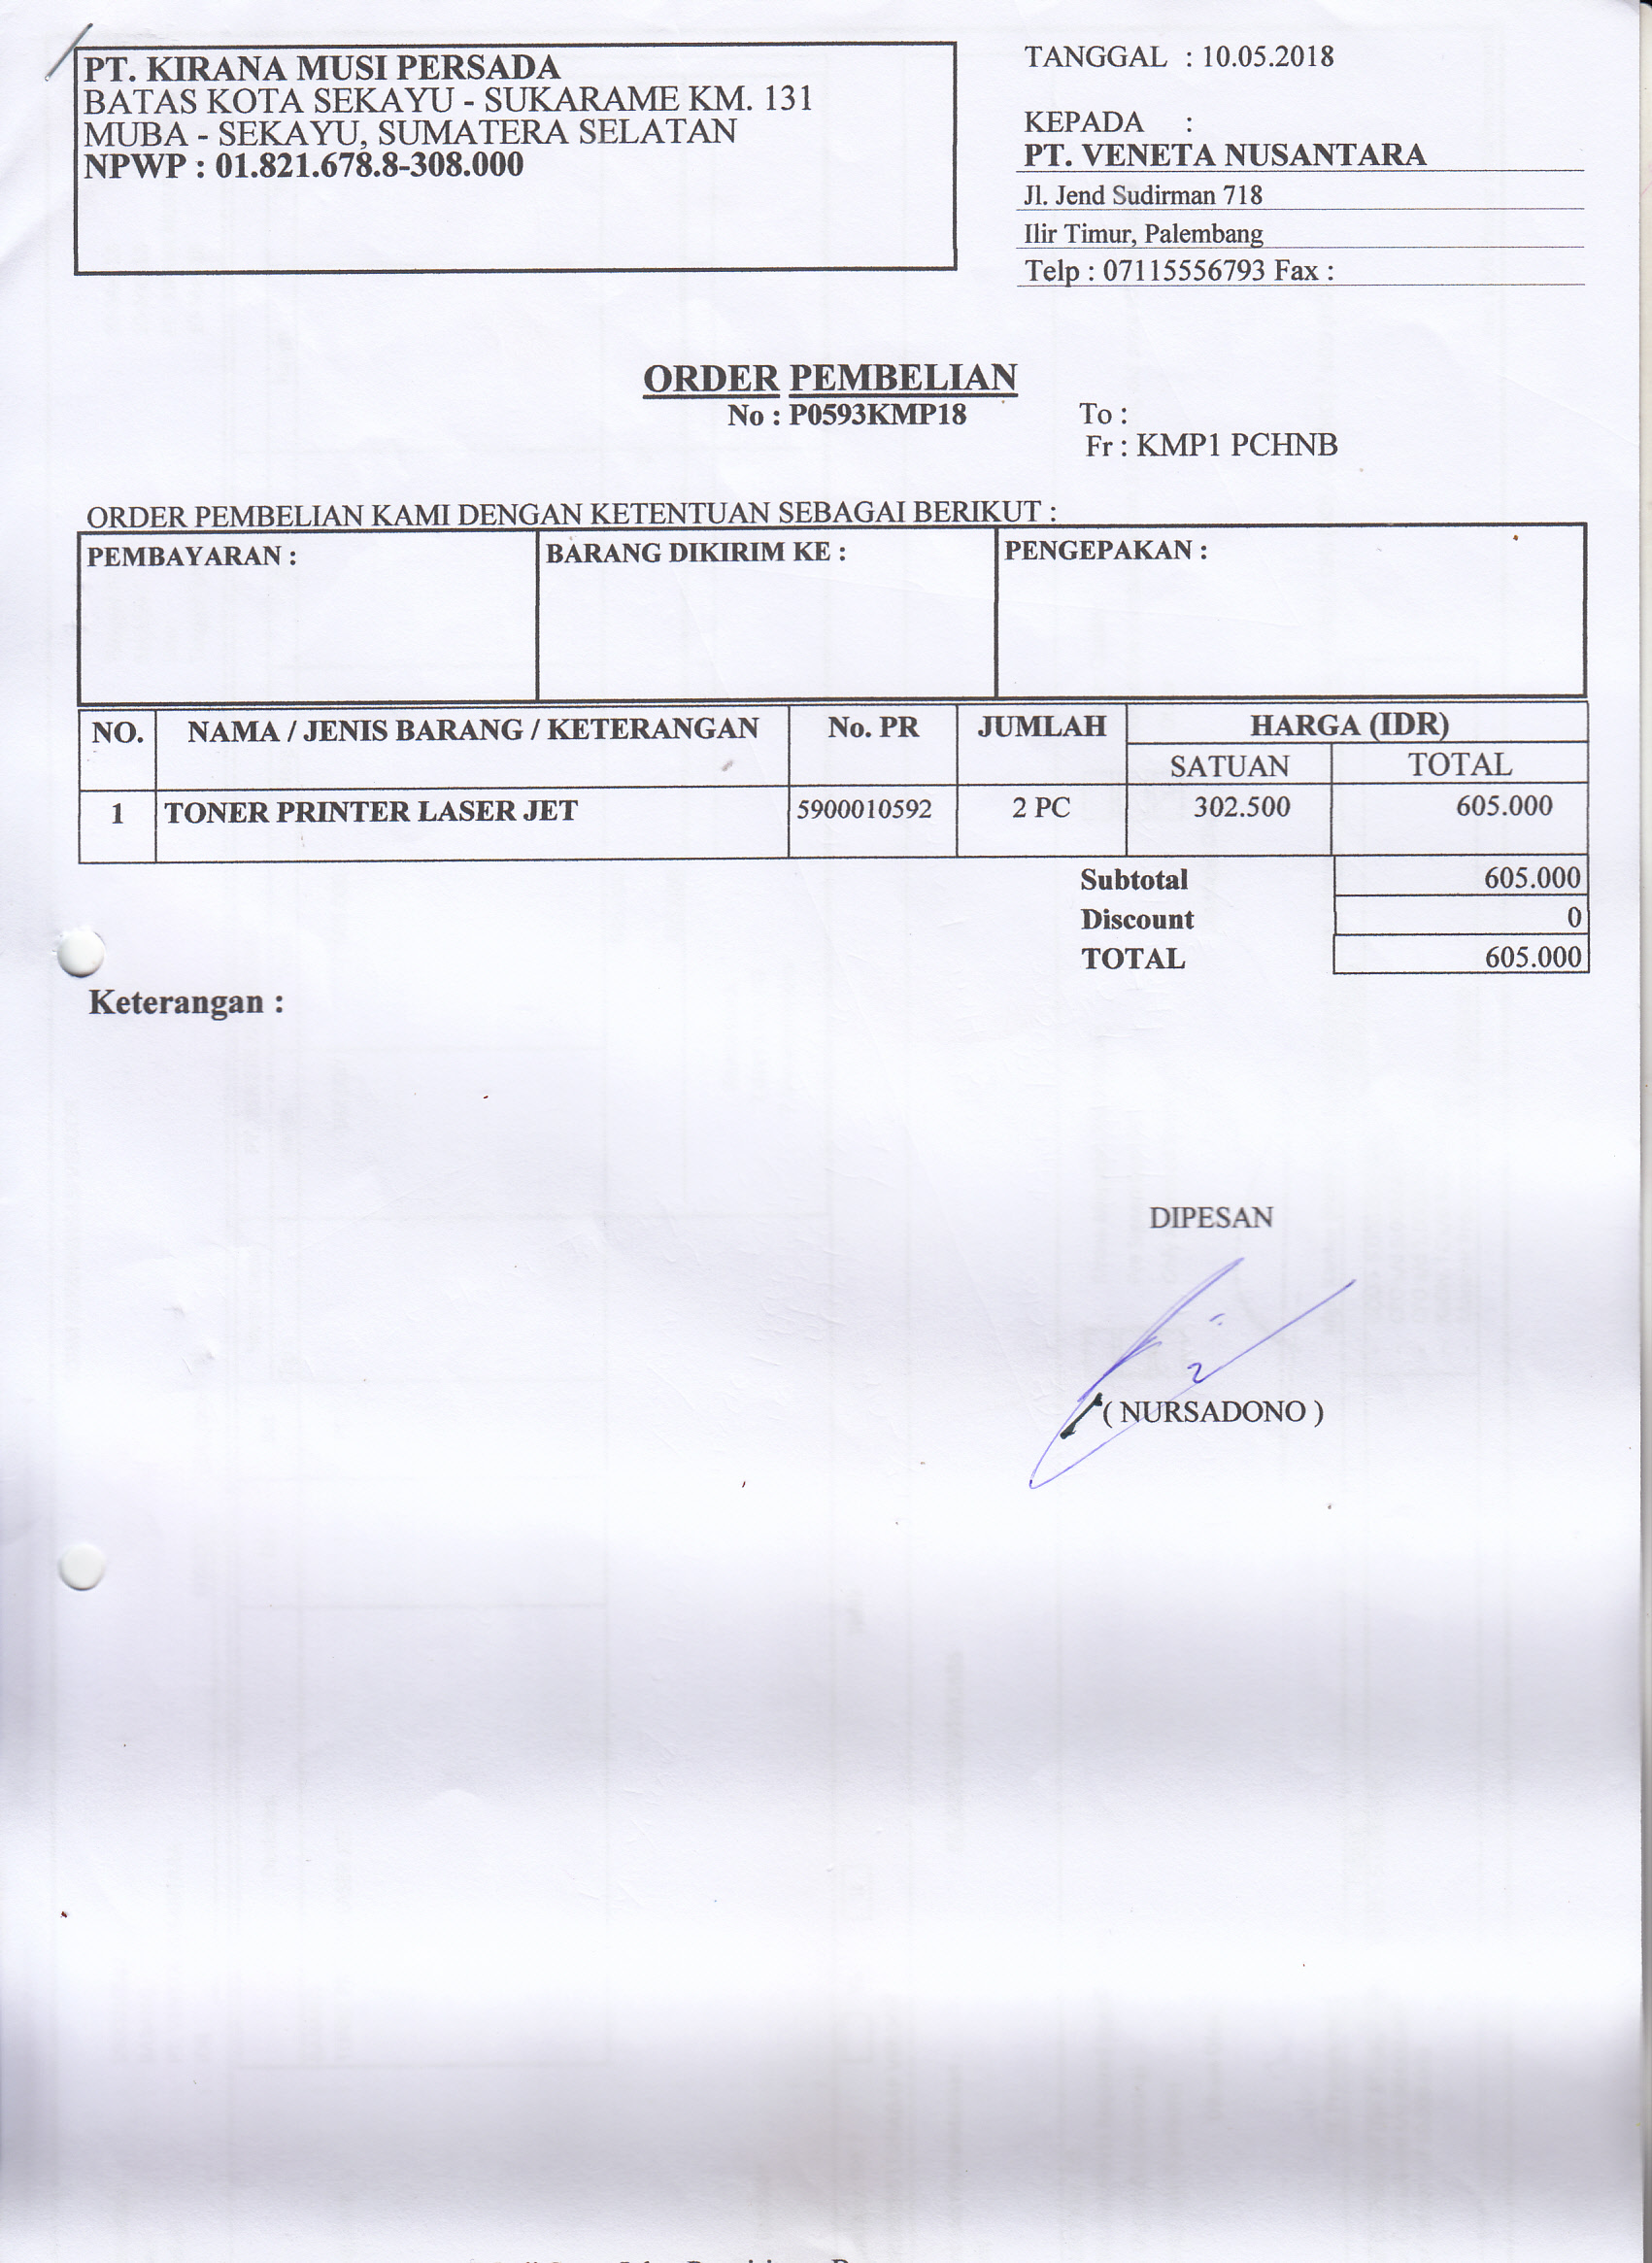 PT. KIRANA MUSI PERSADA
BATAS KOTA SEKAYU - SUKARAME KM. 131
MUBA - SEKAYU, SUMATERA SELATAN
NPWP : 01.821.678.8-308.000
TANGGAL : 10.05.2018
KEPADA :
PT. VENETA NUSANTARA
Jl. Jend Sudirman 718
Ilir Timur, Palembang
Telp : 07115556793 Fax :
ORDER PEMBELIAN
No : P0593KMP18
To :
Fr : KMP1 PCHNB
ORDER PEMBELIAN KAMI DENGAN KETENTUAN SEBAGAI BERIKUT :
PEMBAYARAN : BARANG DIKIRIM KE : PENGEPAKAN :
NO. NAMA / JENIS BARANG / KETERANGAN No. PR JUMLAH HARGA (IDR)
SATUAN TOTAL
1 TONER PRINTER LASER JET 5900010592 2 PC 302.500 605.000
Subtotal 605.000
Discount 0
TOTAL 605.000
Keterangan :
DIPESAN
( NURSADONO )